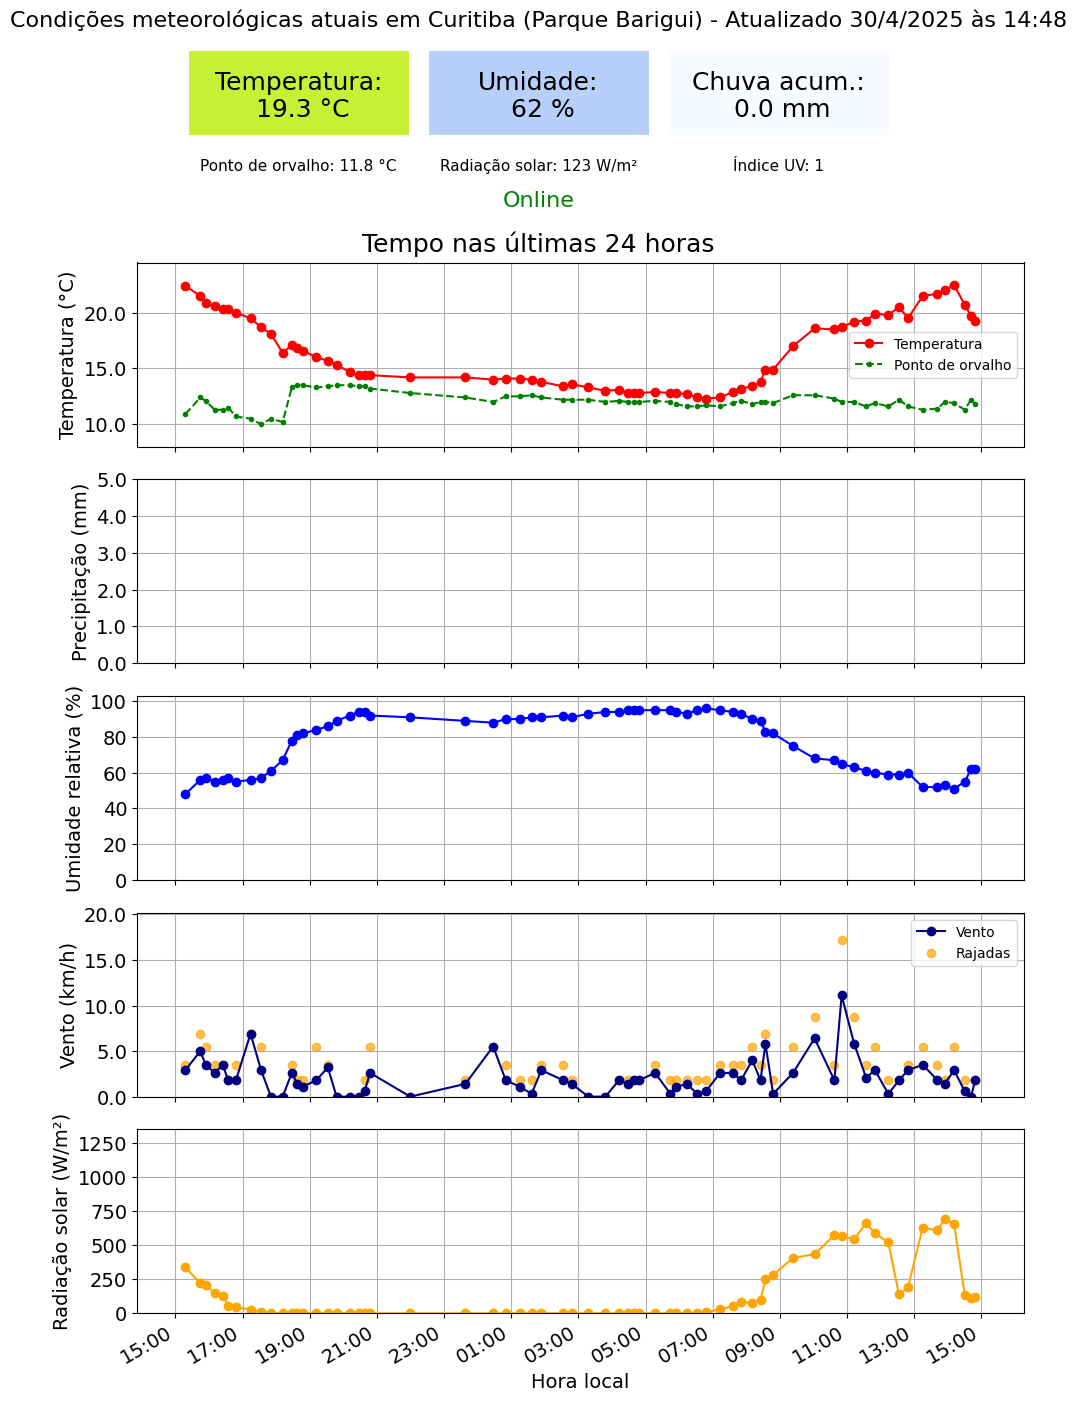 Condições meteorológicas atuais em Curitiba (Parque Barigui) - Atualizado 30/4/2025 às 14:48
Temperatura:
19.3 °C
Umidade:
62 %
Chuva acum.:
0.0 mm
Ponto de orvalho: 11.8 °C
Radiação solar: 123 W/m²
Índice UV: 1
Online
Tempo nas últimas 24 horas
Temperatura (°C)
20.0
15.0
10.0
Temperatura
Ponto de orvalho
Precipitação (mm)
5.0
4.0
3.0
2.0
1.0
0.0
Umidade relativa (%)
100
80
60
40
20
0
Vento (km/h)
20.0
15.0
10.0
5.0
0.0
Vento
Rajadas
Radiação solar (W/m²)
1250
1000
750
500
250
0
15:00
17:00
19:00
21:00
23:00
01:00
03:00
05:00
07:00
09:00
11:00
13:00
15:00
Hora local